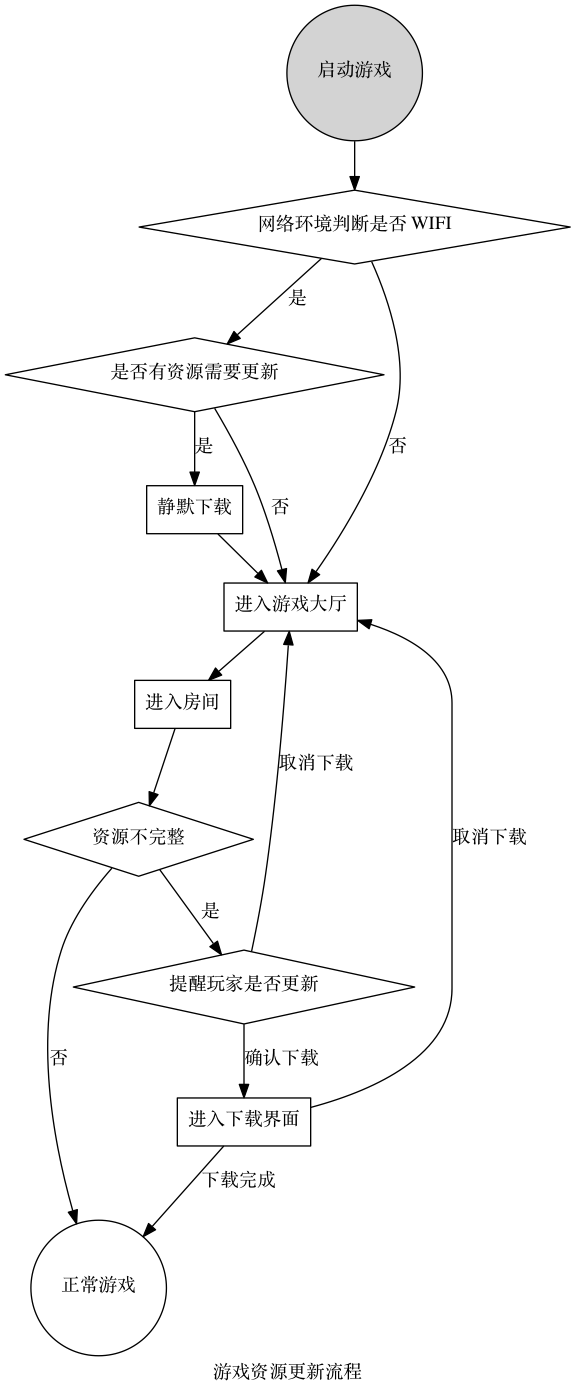 启动游戏
网络环境判断是否 WIFI
是
是否有资源需要更新
是
否
静默下载
否
进入游戏大厅
进入房间
取消下载
资源不完整
取消下载
是
提醒玩家是否更新
否
确认下载
进入下载界面
下载完成
正常游戏
游戏资源更新流程